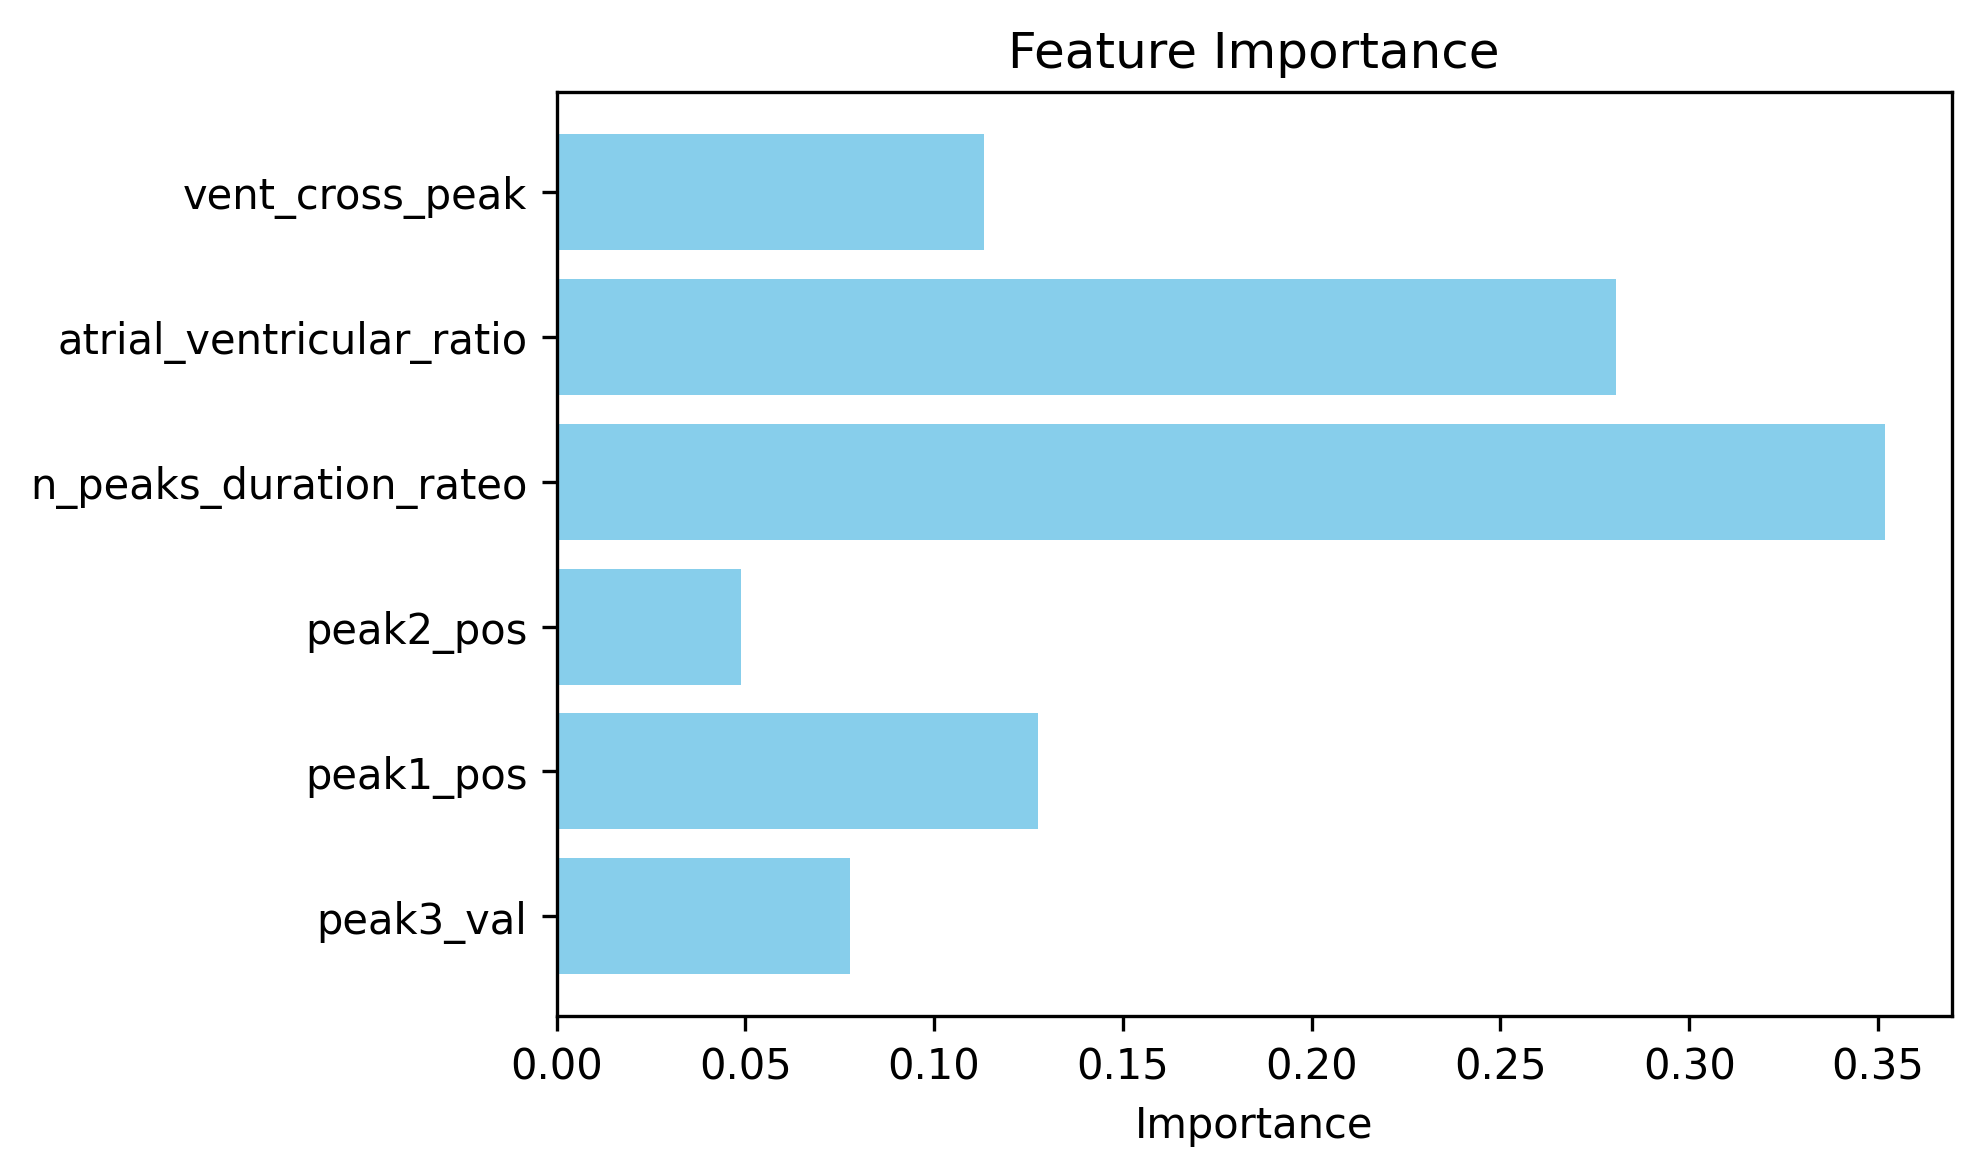 Feature Importance
vent_cross_peak
atrial_ventricular_ratio
n_peaks_duration_rateo
peak2_pos
peak1_pos
peak3_val
0.00 0.05 0.10 0.15 0.20 0.25 0.30 0.35
Importance